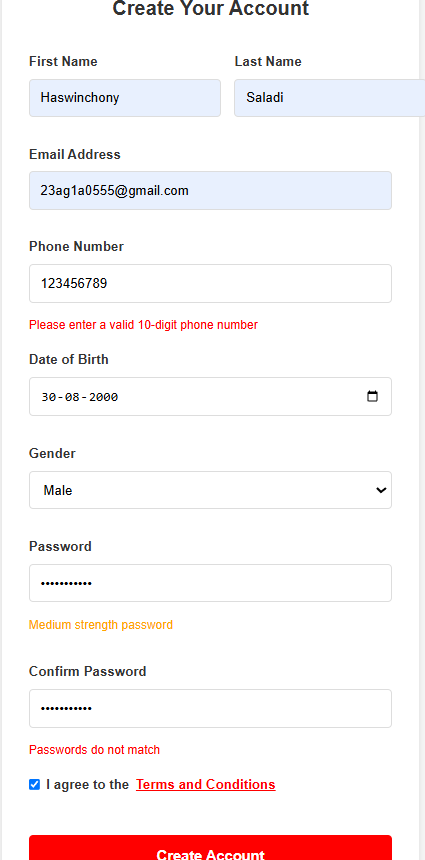 Create Your Account
First Name Last Name
Haswinchony Saladi
Email Address
23ag1a0555@gmail.com
Phone Number
123456789
Please enter a valid 10-digit phone number
Date of Birth
30-08-2000
Gender
Male
Password
•••••••••••
Medium strength password
Confirm Password
•••••••••••
Passwords do not match
I agree to the Terms and Conditions
Create Account